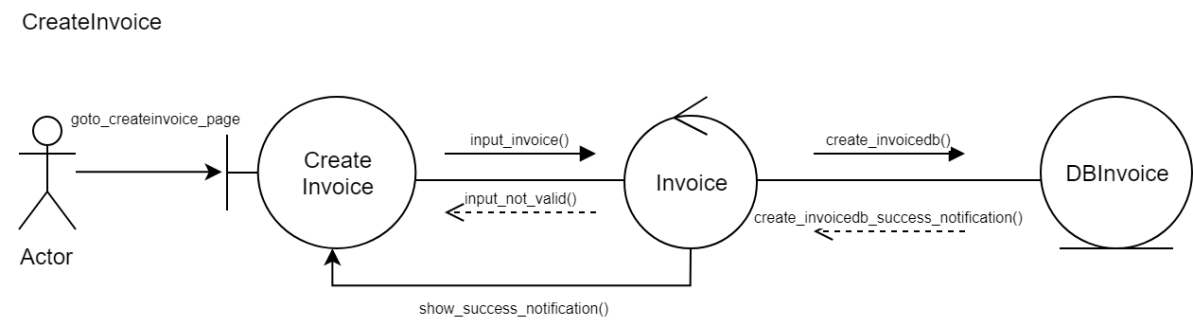 CreateInvoice
goto_createinvoice_page
input_invoice()
create_invoicedb()
Create
Invoice
Invoice
DBInvoice
input_not_valid()
create_invoicedb_success_notification()
Actor
show_success_notification()